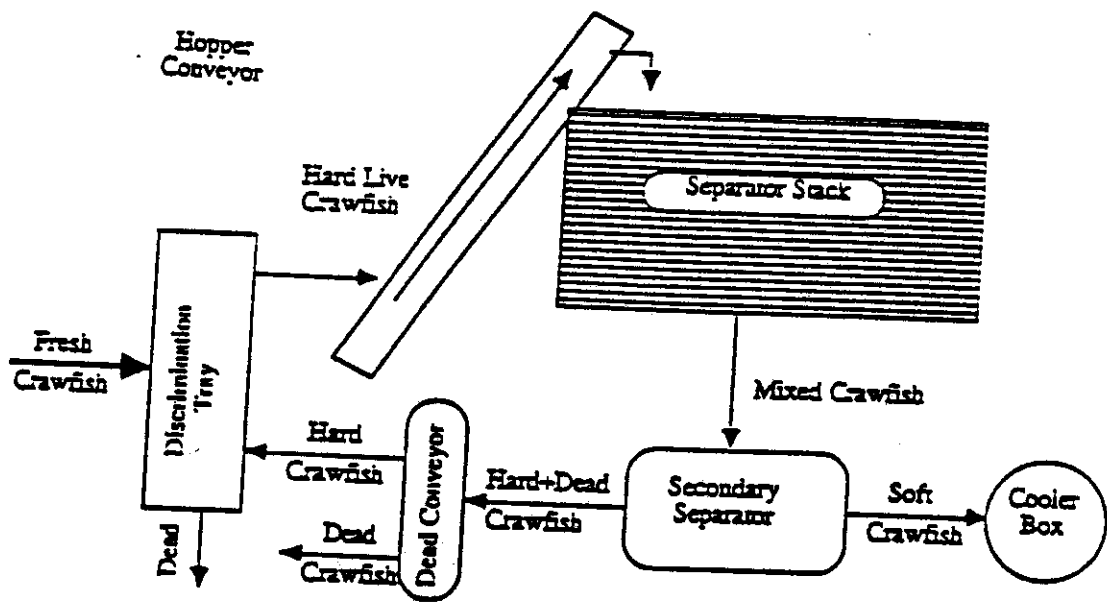 Hopper
Conveyor
Hard Live
Crawfish
Separator Stack
Fresh
Crawfish
Discrimination
Tray
Mixed Crawfish
Hard
Crawfish
Dead Conveyor
Hard+Dead
Crawfish
Secondary
Separator
Soft
Crawfish
Cooler
Box
Dead
Dead
Crawfish